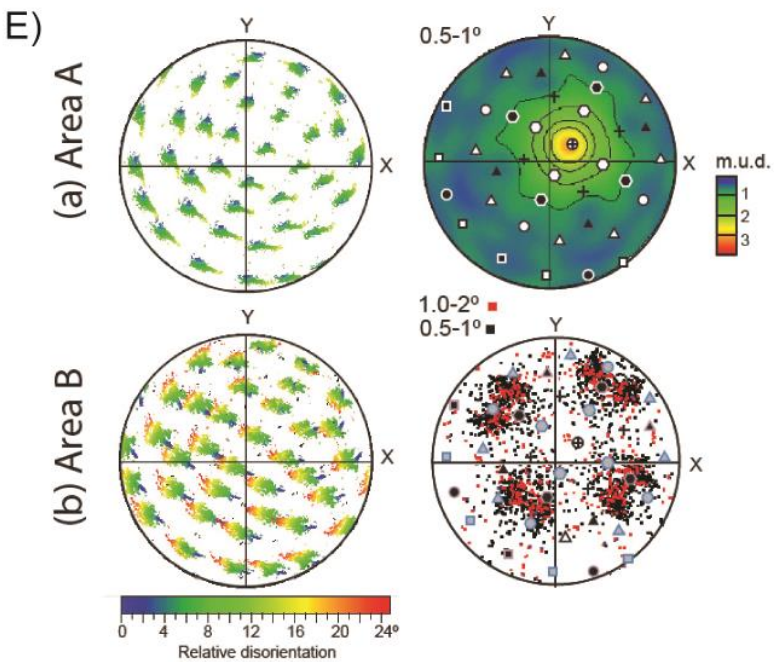 E)
Y
Y
0.5-1º
(a) Area A
X
X
m.u.d.
1
2
3
1.0-2º
0.5-1º
Y
Y
(b) Area B
X
X
0 4 8 12 16 20 24º
Relative disorientation